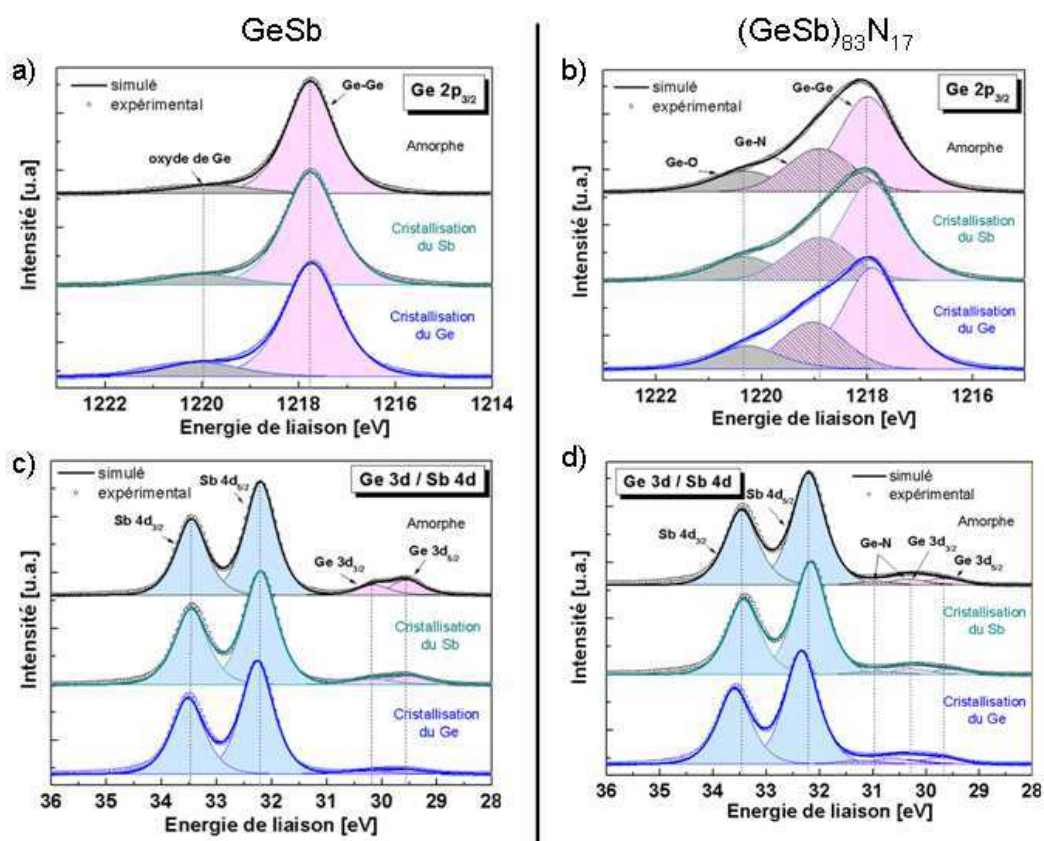 GeSb
(GeSb)83N17
a)
simulé
expérimental
Ge 2p3/2
Ge-Ge
Amorphe
oxyde de Ge
Cristallisation
du Sb
Cristallisation
du Ge
Intensité [u.a]
1222 1220 1218 1216 1214
Energie de liaison [eV]
b)
simulé
expérimental
Ge 2p3/2
Ge-Ge
Amorphe
Ge-N
Ge-O
Cristallisation
du Sb
Cristallisation
du Ge
Intensité [u.a.]
1222 1220 1218 1216
Energie de liaison [eV]
c)
simulé
expérimental
Ge 3d / Sb 4d
Sb 4d5/2
Sb 4d3/2
Amorphe
Ge 3d3/2
Ge 3d5/2
Cristallisation
du Sb
Cristallisation
du Ge
Intensité [u.a.]
36 35 34 33 32 31 30 29 28
Energie de liaison [eV]
d)
Ge 3d / Sb 4d
simulé
expérimental
Sb 4d5/2
Sb 4d3/2
Amorphe
Ge-N
Ge 3d3/2
Ge 3d5/2
Cristallisation
du Sb
Cristallisation
du Ge
Intensité [u.a.]
36 35 34 33 32 31 30 29 28
Energie de liaison [eV]